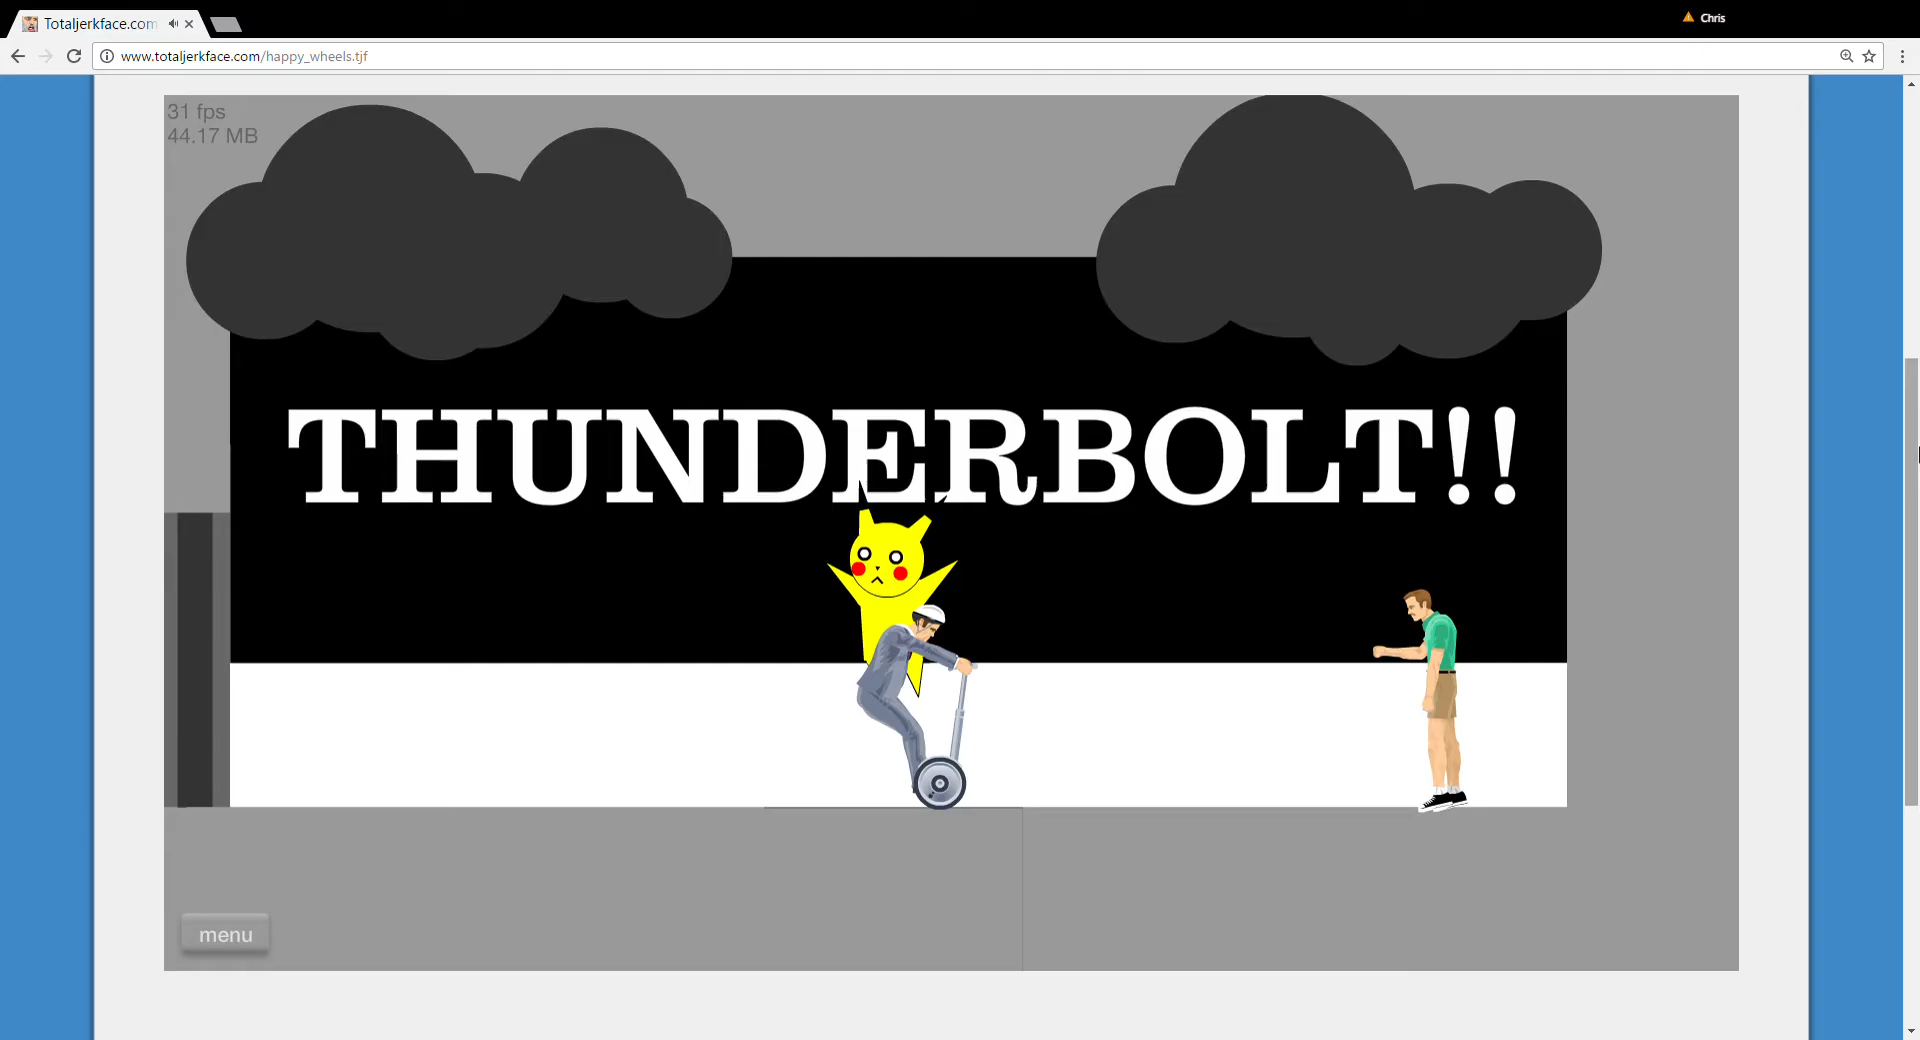 Totaljerkface.com
Chris
www.totaljerkface.com/happy_wheels.tjf
31 fps
44.17 MB
THUNDERBOLT!!
menu